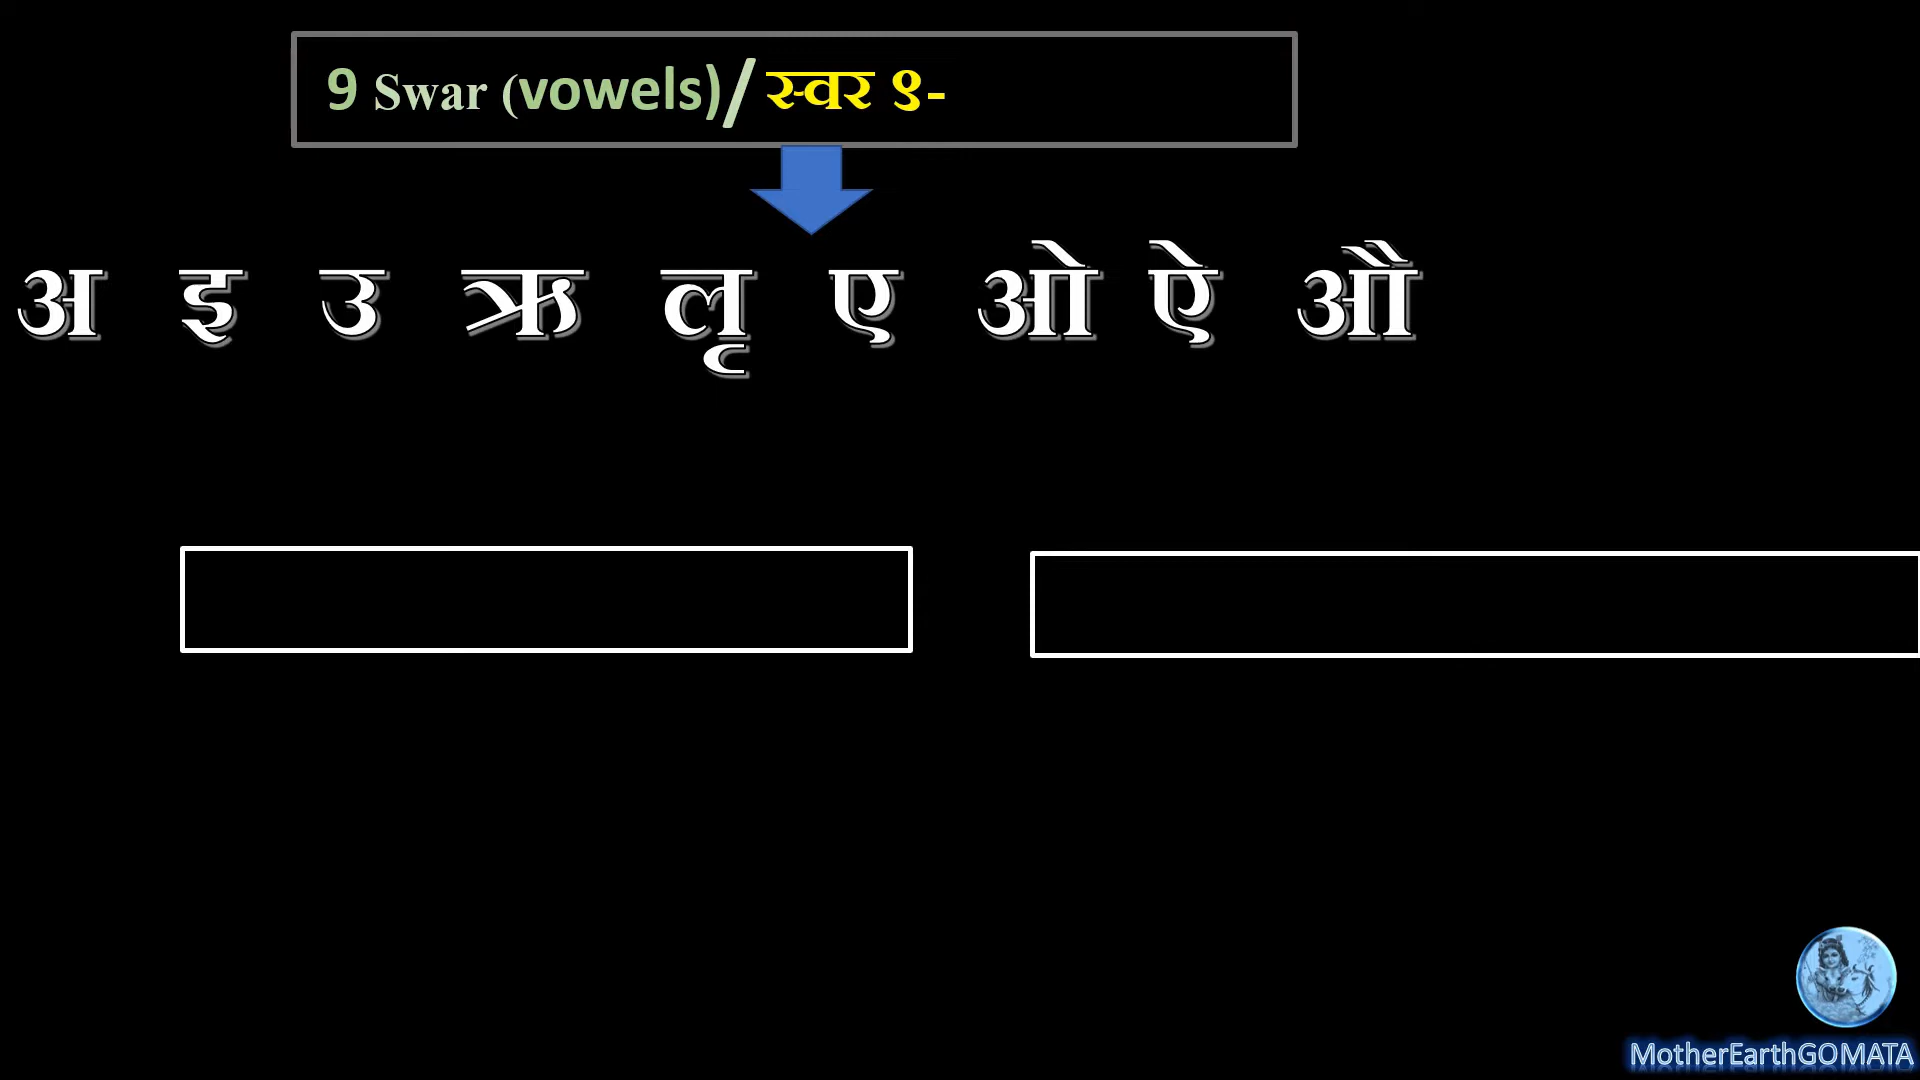 9 Swar (vowels)/ स्वर ९-
अ इ उ ऋ लृ ए ओ ऐ औ
MotherEarthGOMATA